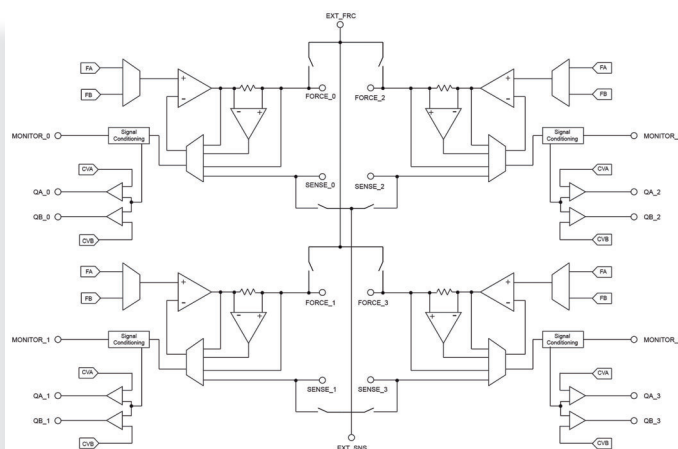 EXT_FRC
FA
FB
FORCE_0
FORCE_2
FA
FB
MONITOR_0
Signal Conditioning
Signal Conditioning
MONITOR_
CVA
QA_0
QB_0
CVB
SENSE_0
SENSE_2
CVA
QA_2
QB_2
CVB
FA
FB
FORCE_1
FORCE_3
FA
FB
MONITOR_1
Signal Conditioning
Signal Conditioning
MONITOR_
CVA
QA_1
QB_1
CVB
SENSE_1
SENSE_3
CVA
QA_3
QB_3
CVB
EXT_SNS